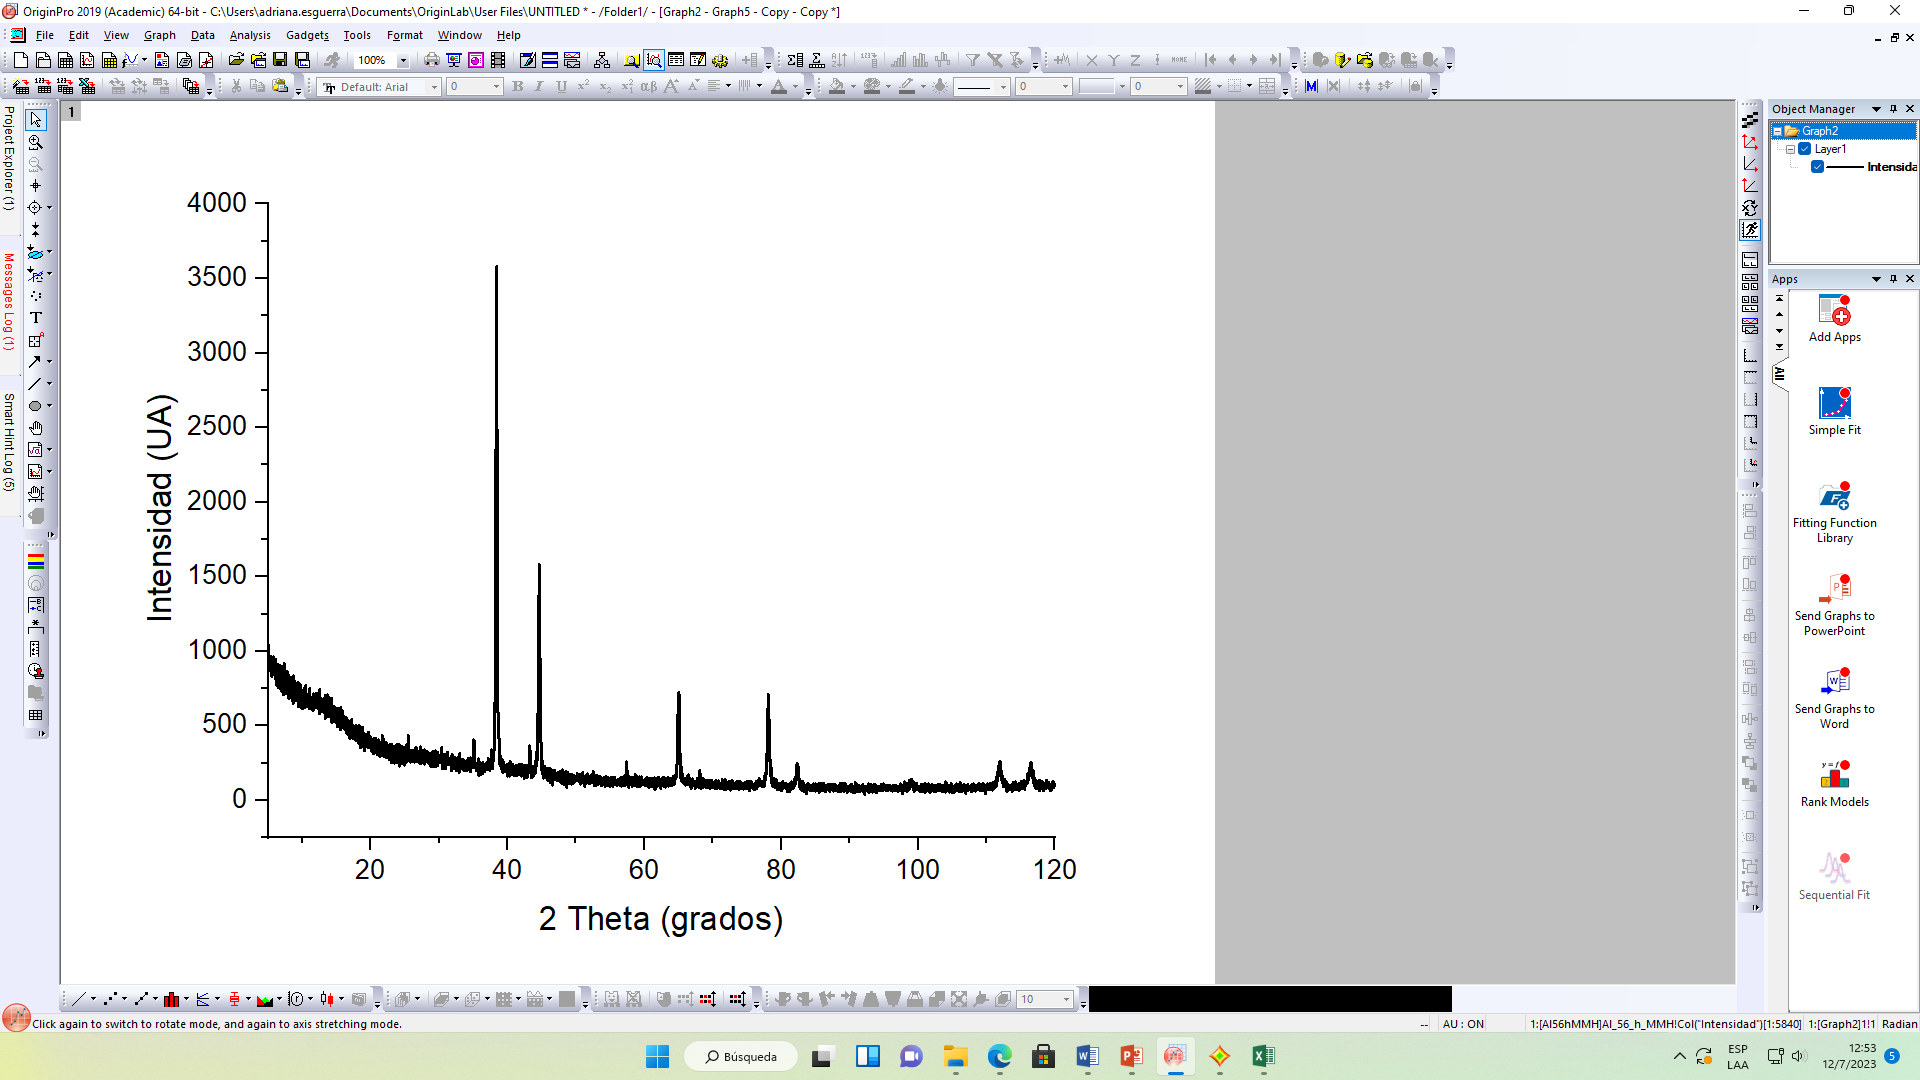 OriginPro 2019 (Academic) 64-bit - C:\Users\adriana.esguerra\Documents\OriginLab\User Files\UNTITLED * - /Folder1/ - [Graph2 - Graph5 - Copy - Copy *]
File Edit View Graph Data Analysis Gadgets Tools Format Window Help
100%
Default: Arial 0 0 0
Project Explorer (1)
Messages Log (1)
Smart Hint Log (5)
1
4000
3500
3000
2500
2000
1500
1000
500
0
Intensidad (UA)
20 40 60 80 100 120
2 Theta (grados)
Object Manager
Graph2
Layer1
Intensida
Apps
All
Add Apps
Simple Fit
Fitting Function
Library
Send Graphs to
PowerPoint
Send Graphs to
Word
y = f
Rank Models
Sequential Fit
10
Click again to switch to rotate mode, and again to axis stretching mode.
-- AU : ON 1:[Al56hMMH]Al_56_h_MMH!Col("Intensidad")[1:5840] 1:[Graph2]1!1 Radian
Búsqueda
ESP
LAA
12:53
12/7/2023
5